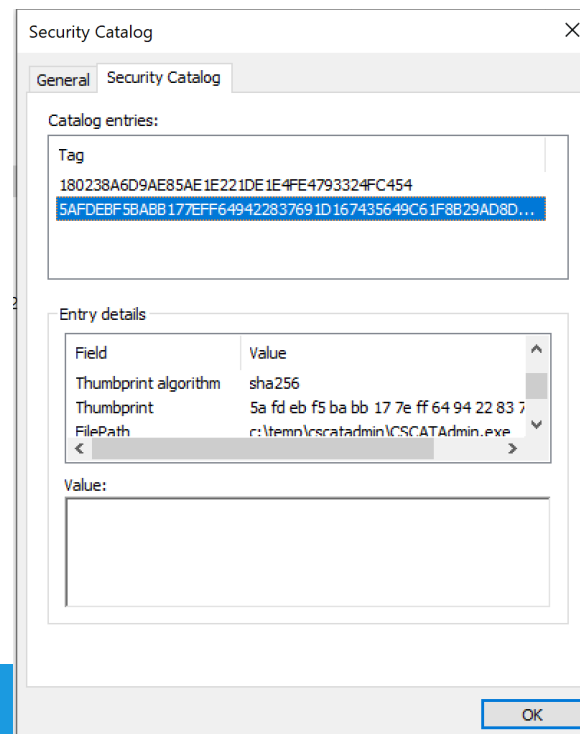 Security Catalog
General Security Catalog
Catalog entries:
Tag
180238A6D9AE85AE1E221DE1E4FE4793324FC454
5AFDEBF5BABB177EFF649422837691D167435649C61F8B29AD8D...
Entry details
Field Value
Thumbprint algorithm sha256
Thumbprint 5a fd eb f5 ba bb 17 7e ff 64 94 22 83 7
FilePath c:\temp\cscatadmin\CSCATAdmin.exe
Value:
OK